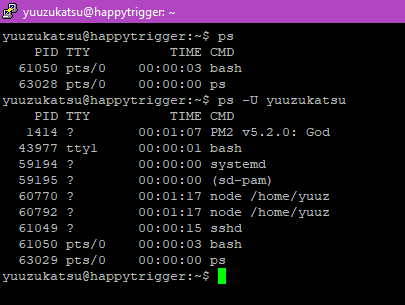 yuuzukatsu@happytrigger: ~
yuuzukatsu@happytrigger:~$ ps
PID TTY TIME CMD
61050 pts/0 00:00:03 bash
63028 pts/0 00:00:00 ps
yuuzukatsu@happytrigger:~$ ps -U yuuzukatsu
PID TTY TIME CMD
1414 ? 00:01:07 PM2 v5.2.0: God
43977 tty1 00:00:01 bash
59194 ? 00:00:00 systemd
59195 ? 00:00:00 (sd-pam)
60770 ? 00:01:17 node /home/yuuz
60792 ? 00:01:17 node /home/yuuz
61049 ? 00:00:15 sshd
61050 pts/0 00:00:03 bash
63029 pts/0 00:00:00 ps
yuuzukatsu@happytrigger:~$